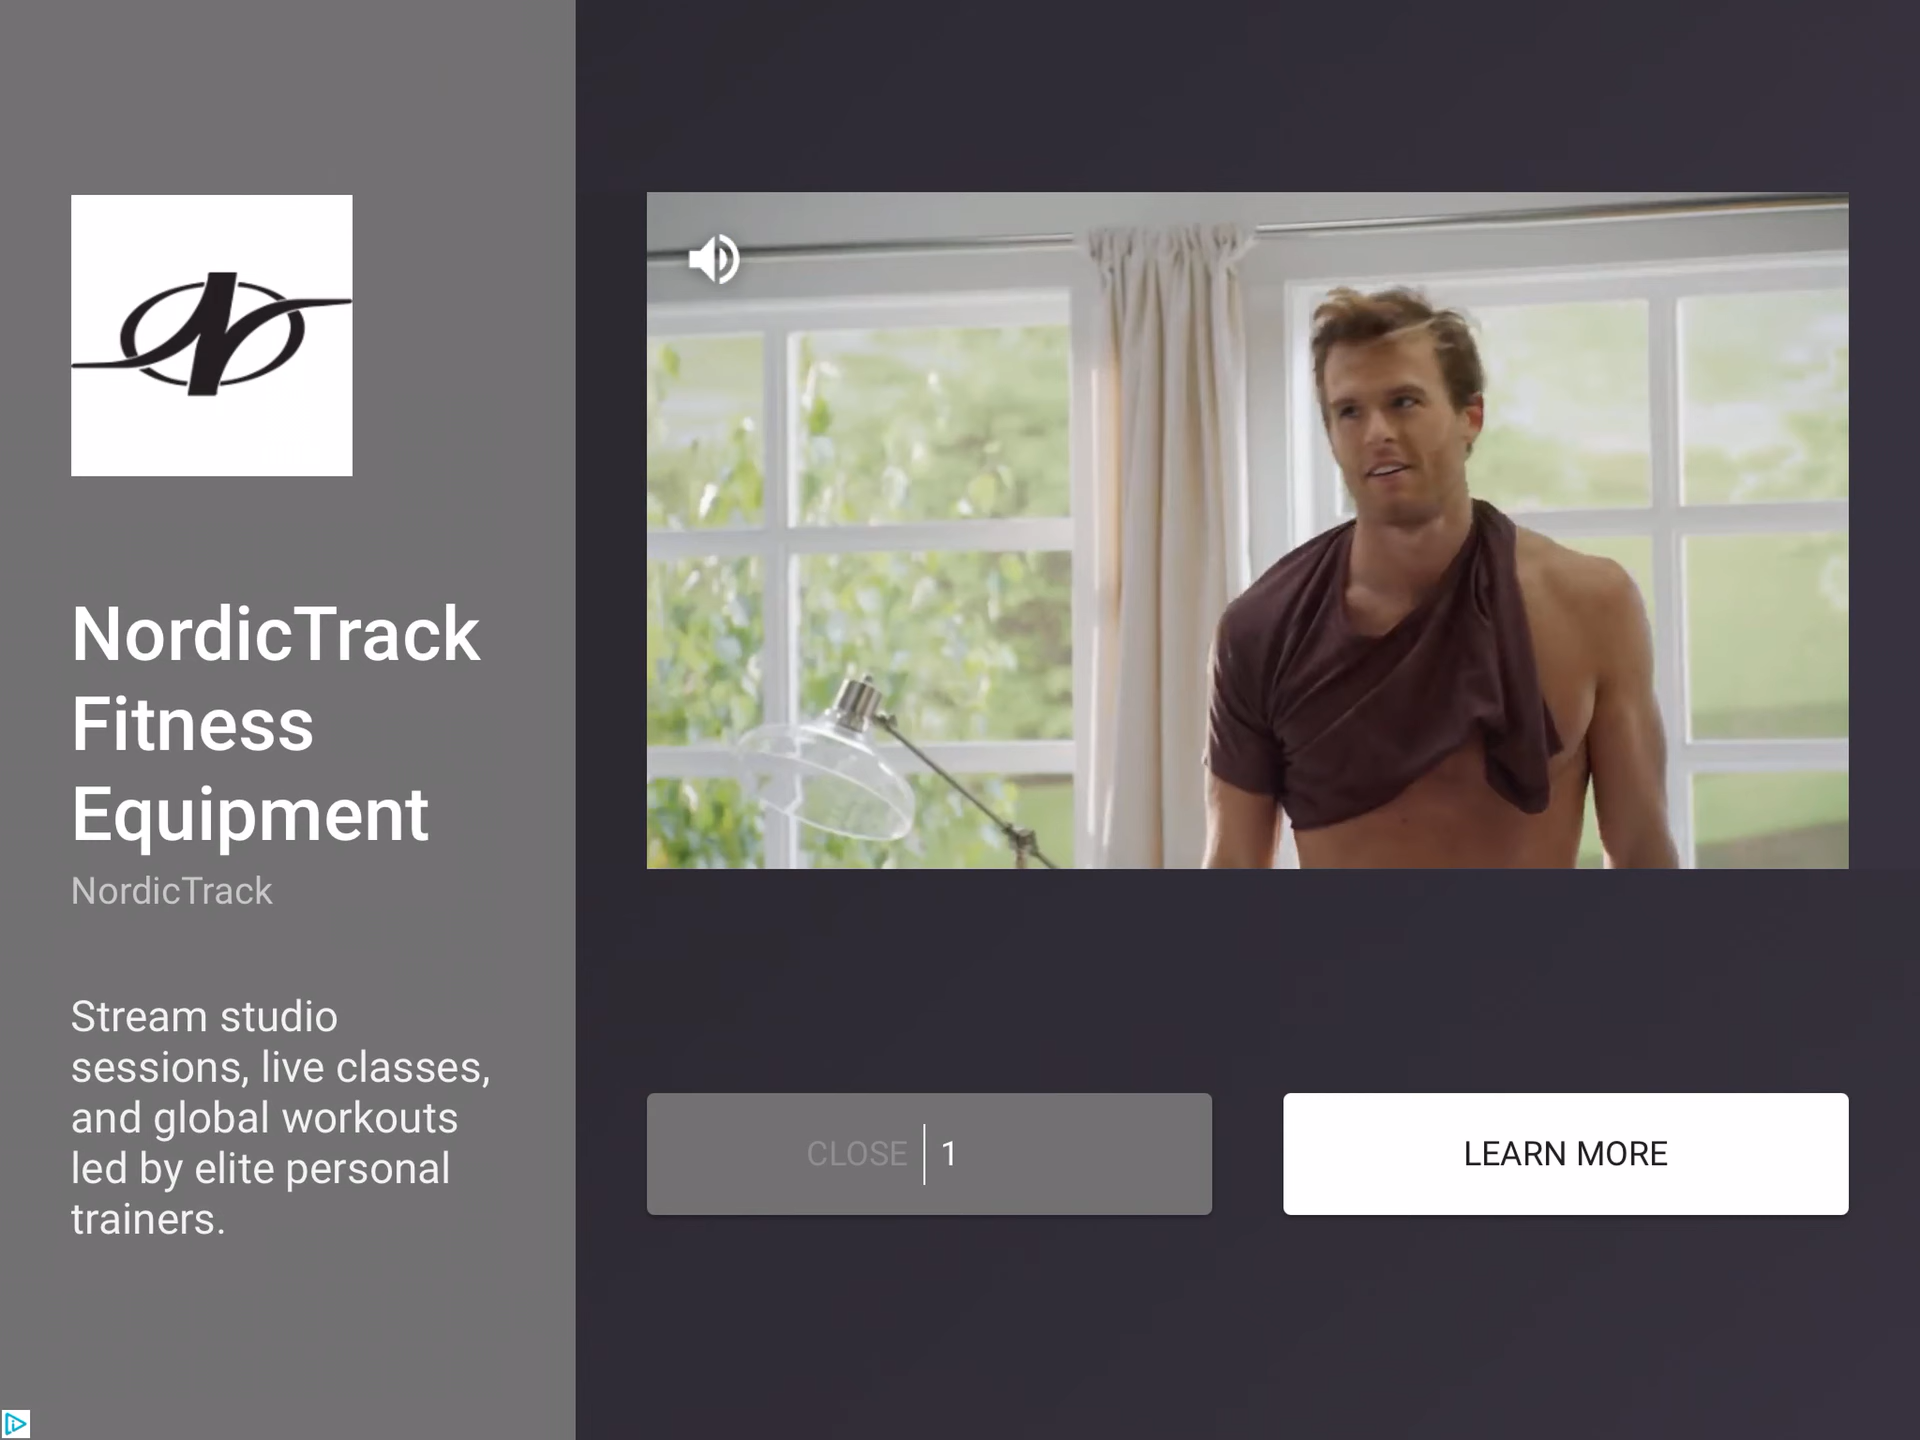 NordicTrack
Fitness
Equipment
NordicTrack
Stream studio
sessions, live classes,
and global workouts
led by elite personal
trainers.
CLOSE | 1
LEARN MORE